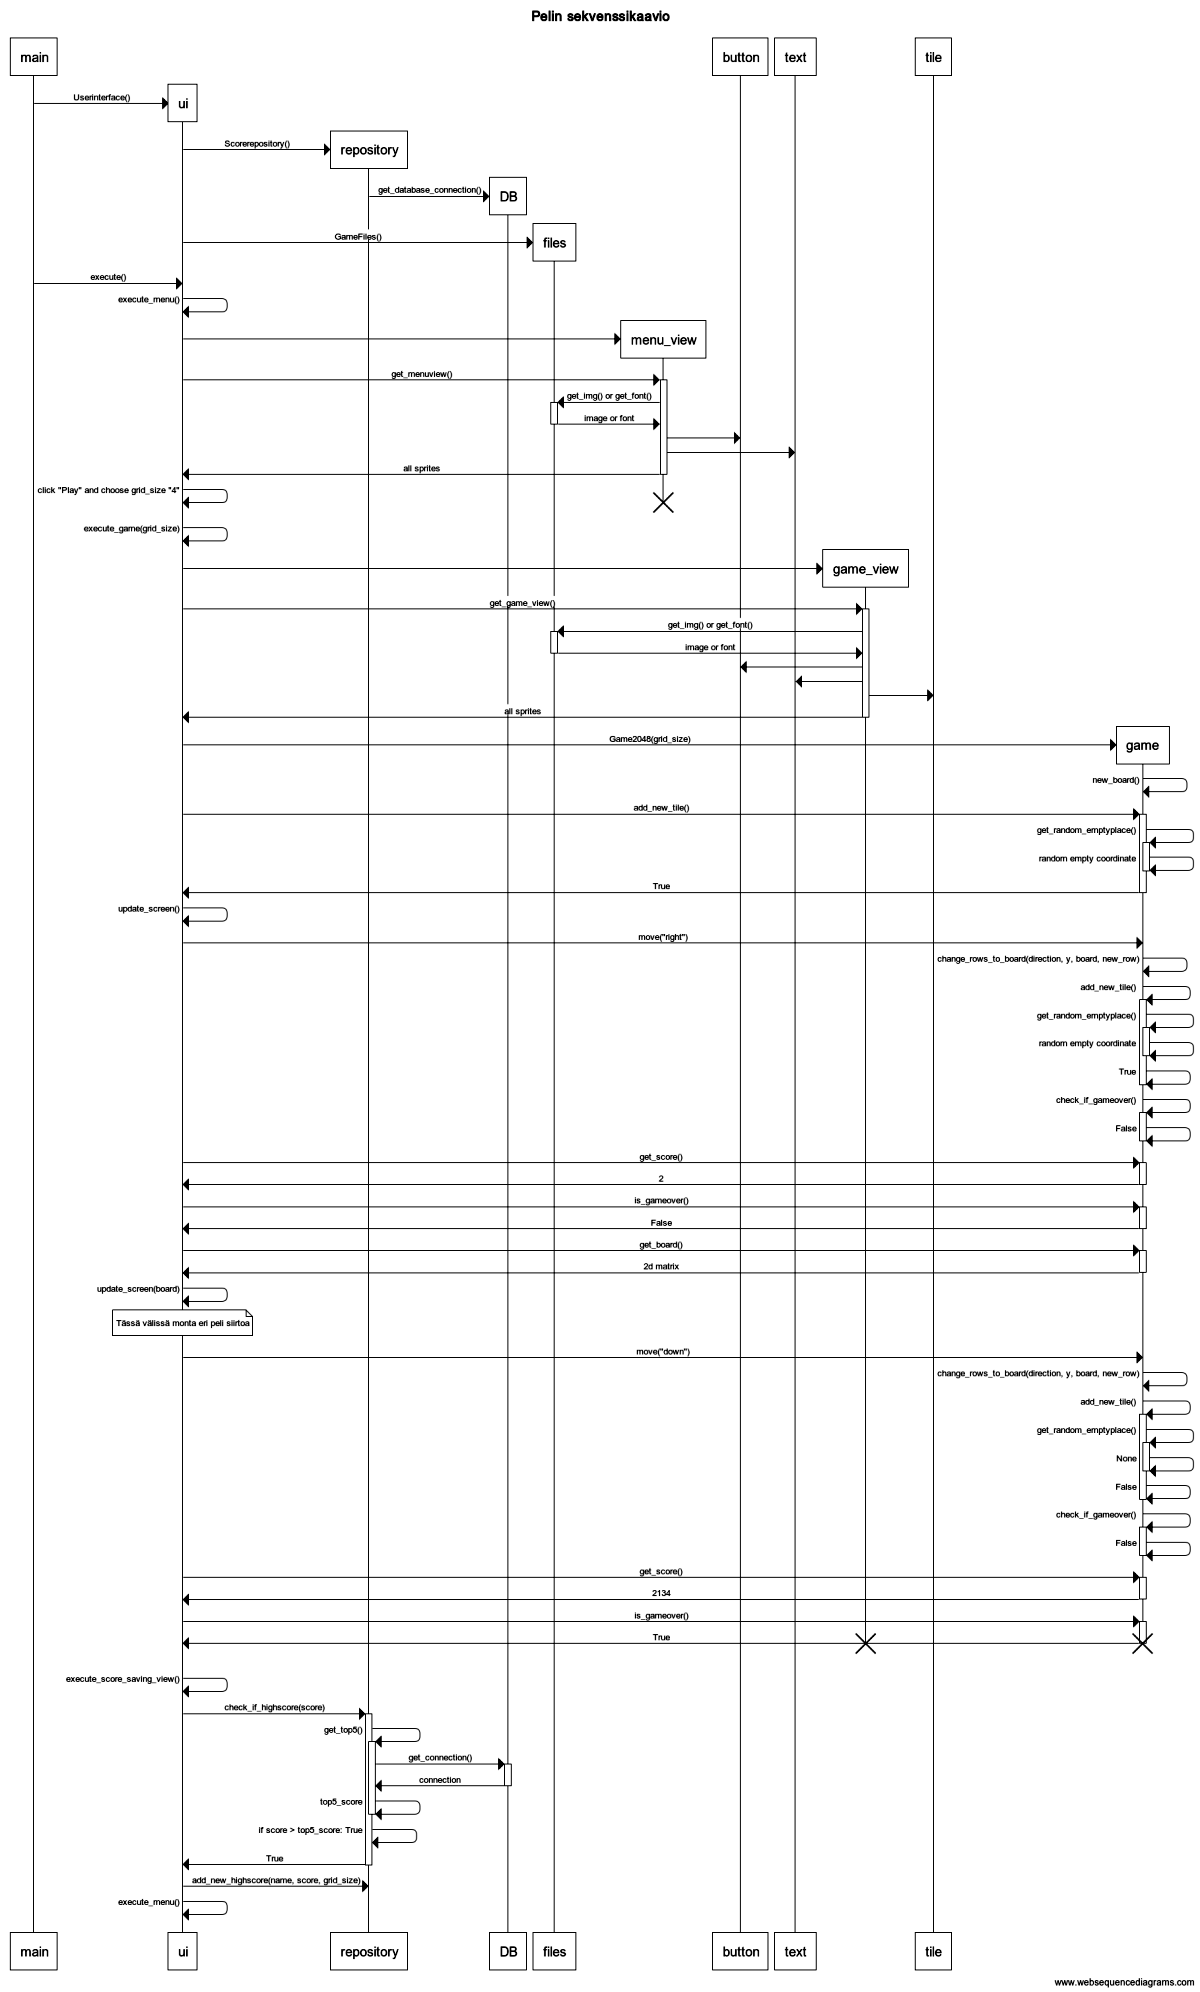 Pelin sekvenssikaavio
main
button
text
tile
Userinterface()
ui
Scorerepository()
repository
get_database_connection()
DB
GameFiles()
files
execute()
execute_menu()
menu_view
get_menuview()
get_img() or get_font()
image or font
all sprites
click "Play" and choose grid_size "4"
execute_game(grid_size)
game_view
get_game_view()
get_img() or get_font()
image or font
all sprites
Game2048(grid_size)
game
new_board()
add_new_tile()
get_random_emptyplace()
random empty coordinate
True
update_screen()
move("right")
change_rows_to_board(direction, y, board, new_row)
add_new_tile()
get_random_emptyplace()
random empty coordinate
True
check_if_gameover()
False
get_score()
2
is_gameover()
False
get_board()
2d matrix
update_screen(board)
Tässä välissä monta eri peli siirtoa
move("down")
change_rows_to_board(direction, y, board, new_row)
add_new_tile()
get_random_emptyplace()
None
False
check_if_gameover()
False
get_score()
2134
is_gameover()
True
execute_score_saving_view()
check_if_highscore(score)
get_top5()
get_connection()
connection
top5_score
if score > top5_score: True
True
add_new_highscore(name, score, grid_size)
execute_menu()
main
ui
repository
DB
files
button
text
tile
www.websequencediagrams.com